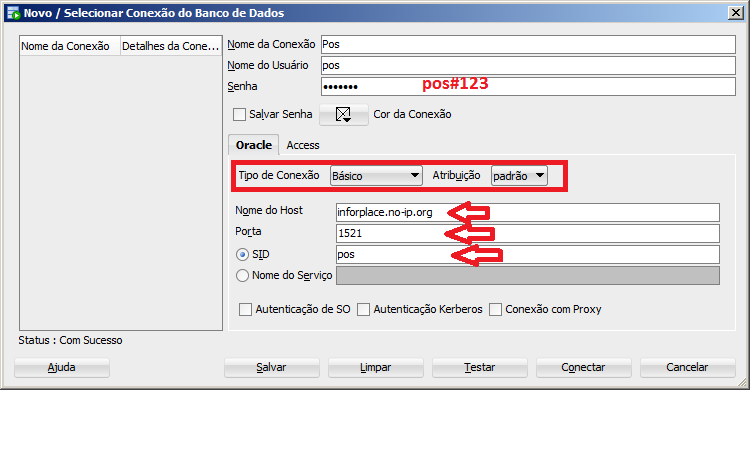 Novo / Selecionar Conexão do Banco de Dados
Nome da Conexão Detalhes da Cone...
Nome da Conexão Pos
Nome do Usuário pos
Senha ••••••• pos#123
Salvar Senha Cor da Conexão
Oracle Access
Tipo de Conexão Básico Atribuição padrão
Nome do Host inforplace.no-ip.org
Porta 1521
SID pos
Nome do Serviço
Autenticação de SO Autenticação Kerberos Conexão com Proxy
Status : Com Sucesso
Ajuda Salvar Limpar Testar Conectar Cancelar